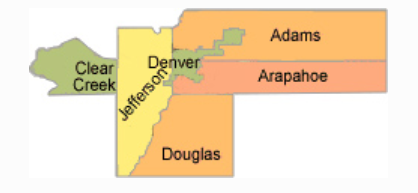 Adams
Denver
Clear
Creek
Arapahoe
Jefferson
Douglas